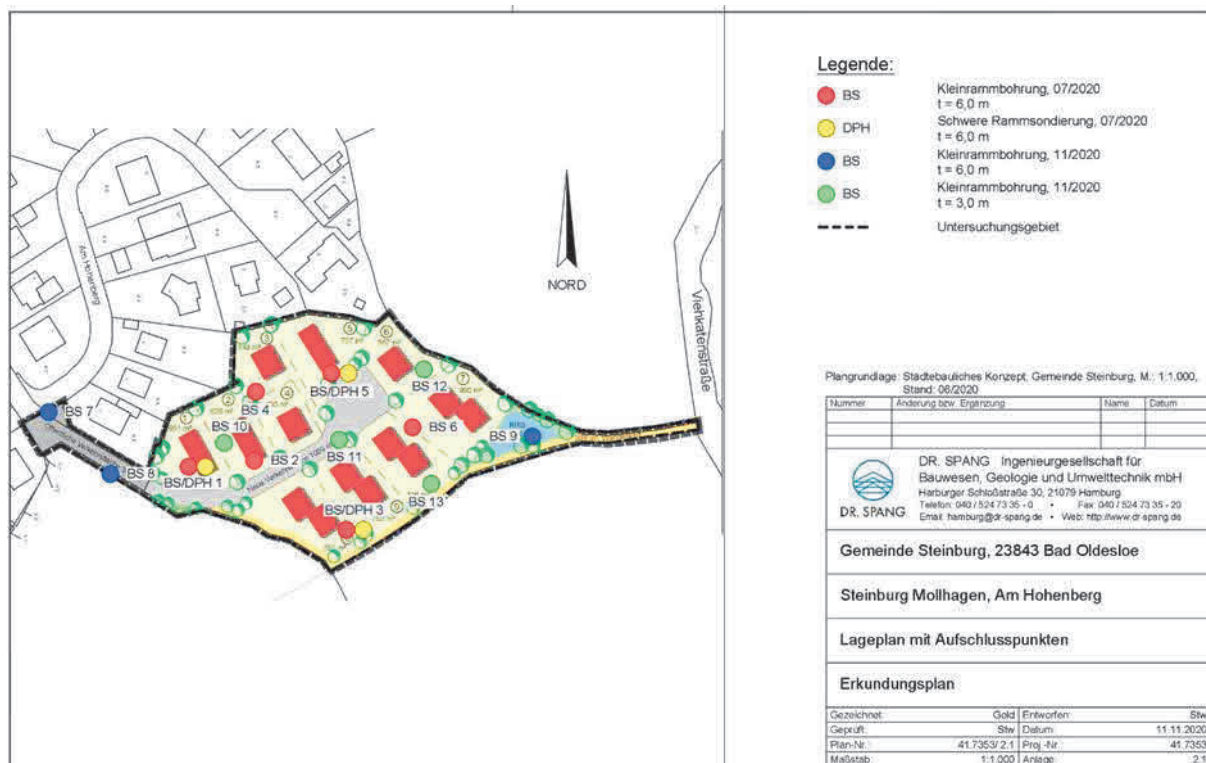 Legende:
BS Kleinrammbohrung, 07/2020
t = 6,0 m
DPH Schwere Rammsondierung, 07/2020
t = 6,0 m
BS Kleinrammbohrung, 11/2020
t = 6,0 m
BS Kleinrammbohrung, 11/2020
t = 3,0 m
Untersuchungsgebiet
NORD
Am Hohenberg
Viehkatenstraße
BS 7
BS 8
BS/DPH 1
BS 10
BS 4
BS 2
BS/DPH 5
BS 11
BS/DPH 3
BS 12
BS 6
BS 9
BS 13
Plangrundlage: Städtebauliches Konzept, Gemeinde Steinburg, M.: 1:1.000,
Stand: 06/2020
Nummer Änderung bzw. Ergänzung Name Datum
DR. SPANG Ingenieurgesellschaft für
Bauwesen, Geologie und Umwelttechnik mbH
Harburger Schloßstraße 30, 21079 Hamburg
Telefon: 040 / 524 73 35 - 0 • Fax: 040 / 524 73 35 - 20
Email: hamburg@dr-spang.de • Web: http://www.dr-spang.de
DR. SPANG
Gemeinde Steinburg, 23843 Bad Oldesloe
Steinburg Mollhagen, Am Hohenberg
Lageplan mit Aufschlusspunkten
Erkundungsplan
Gezeichnet: Gold Entworfen: Stw
Geprüft: Stw Datum 11.11.2020
Plan-Nr.: 41.7353/ 2.1 Proj.-Nr.: 41.7353
Maßstab: 1:1.000 Anlage: 2.1